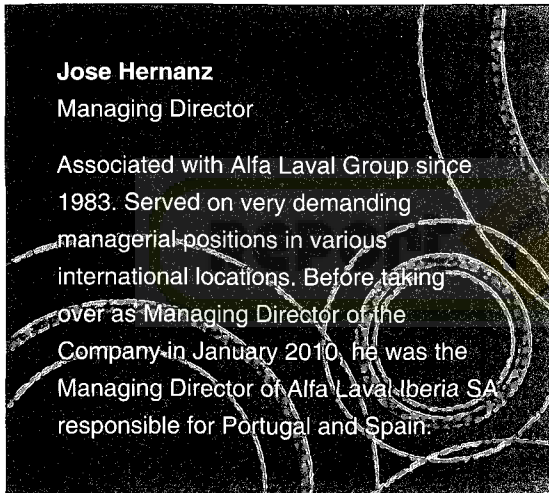 Jose Hernanz
Managing Director
Associated with Alfa Laval Group since
1983. Served on very demanding
managerial positions in various
international locations. Before taking
over as Managing Director of the
Company in January 2010, he was the
Managing Director of Alfa Laval Iberia SA
responsible for Portugal and Spain.